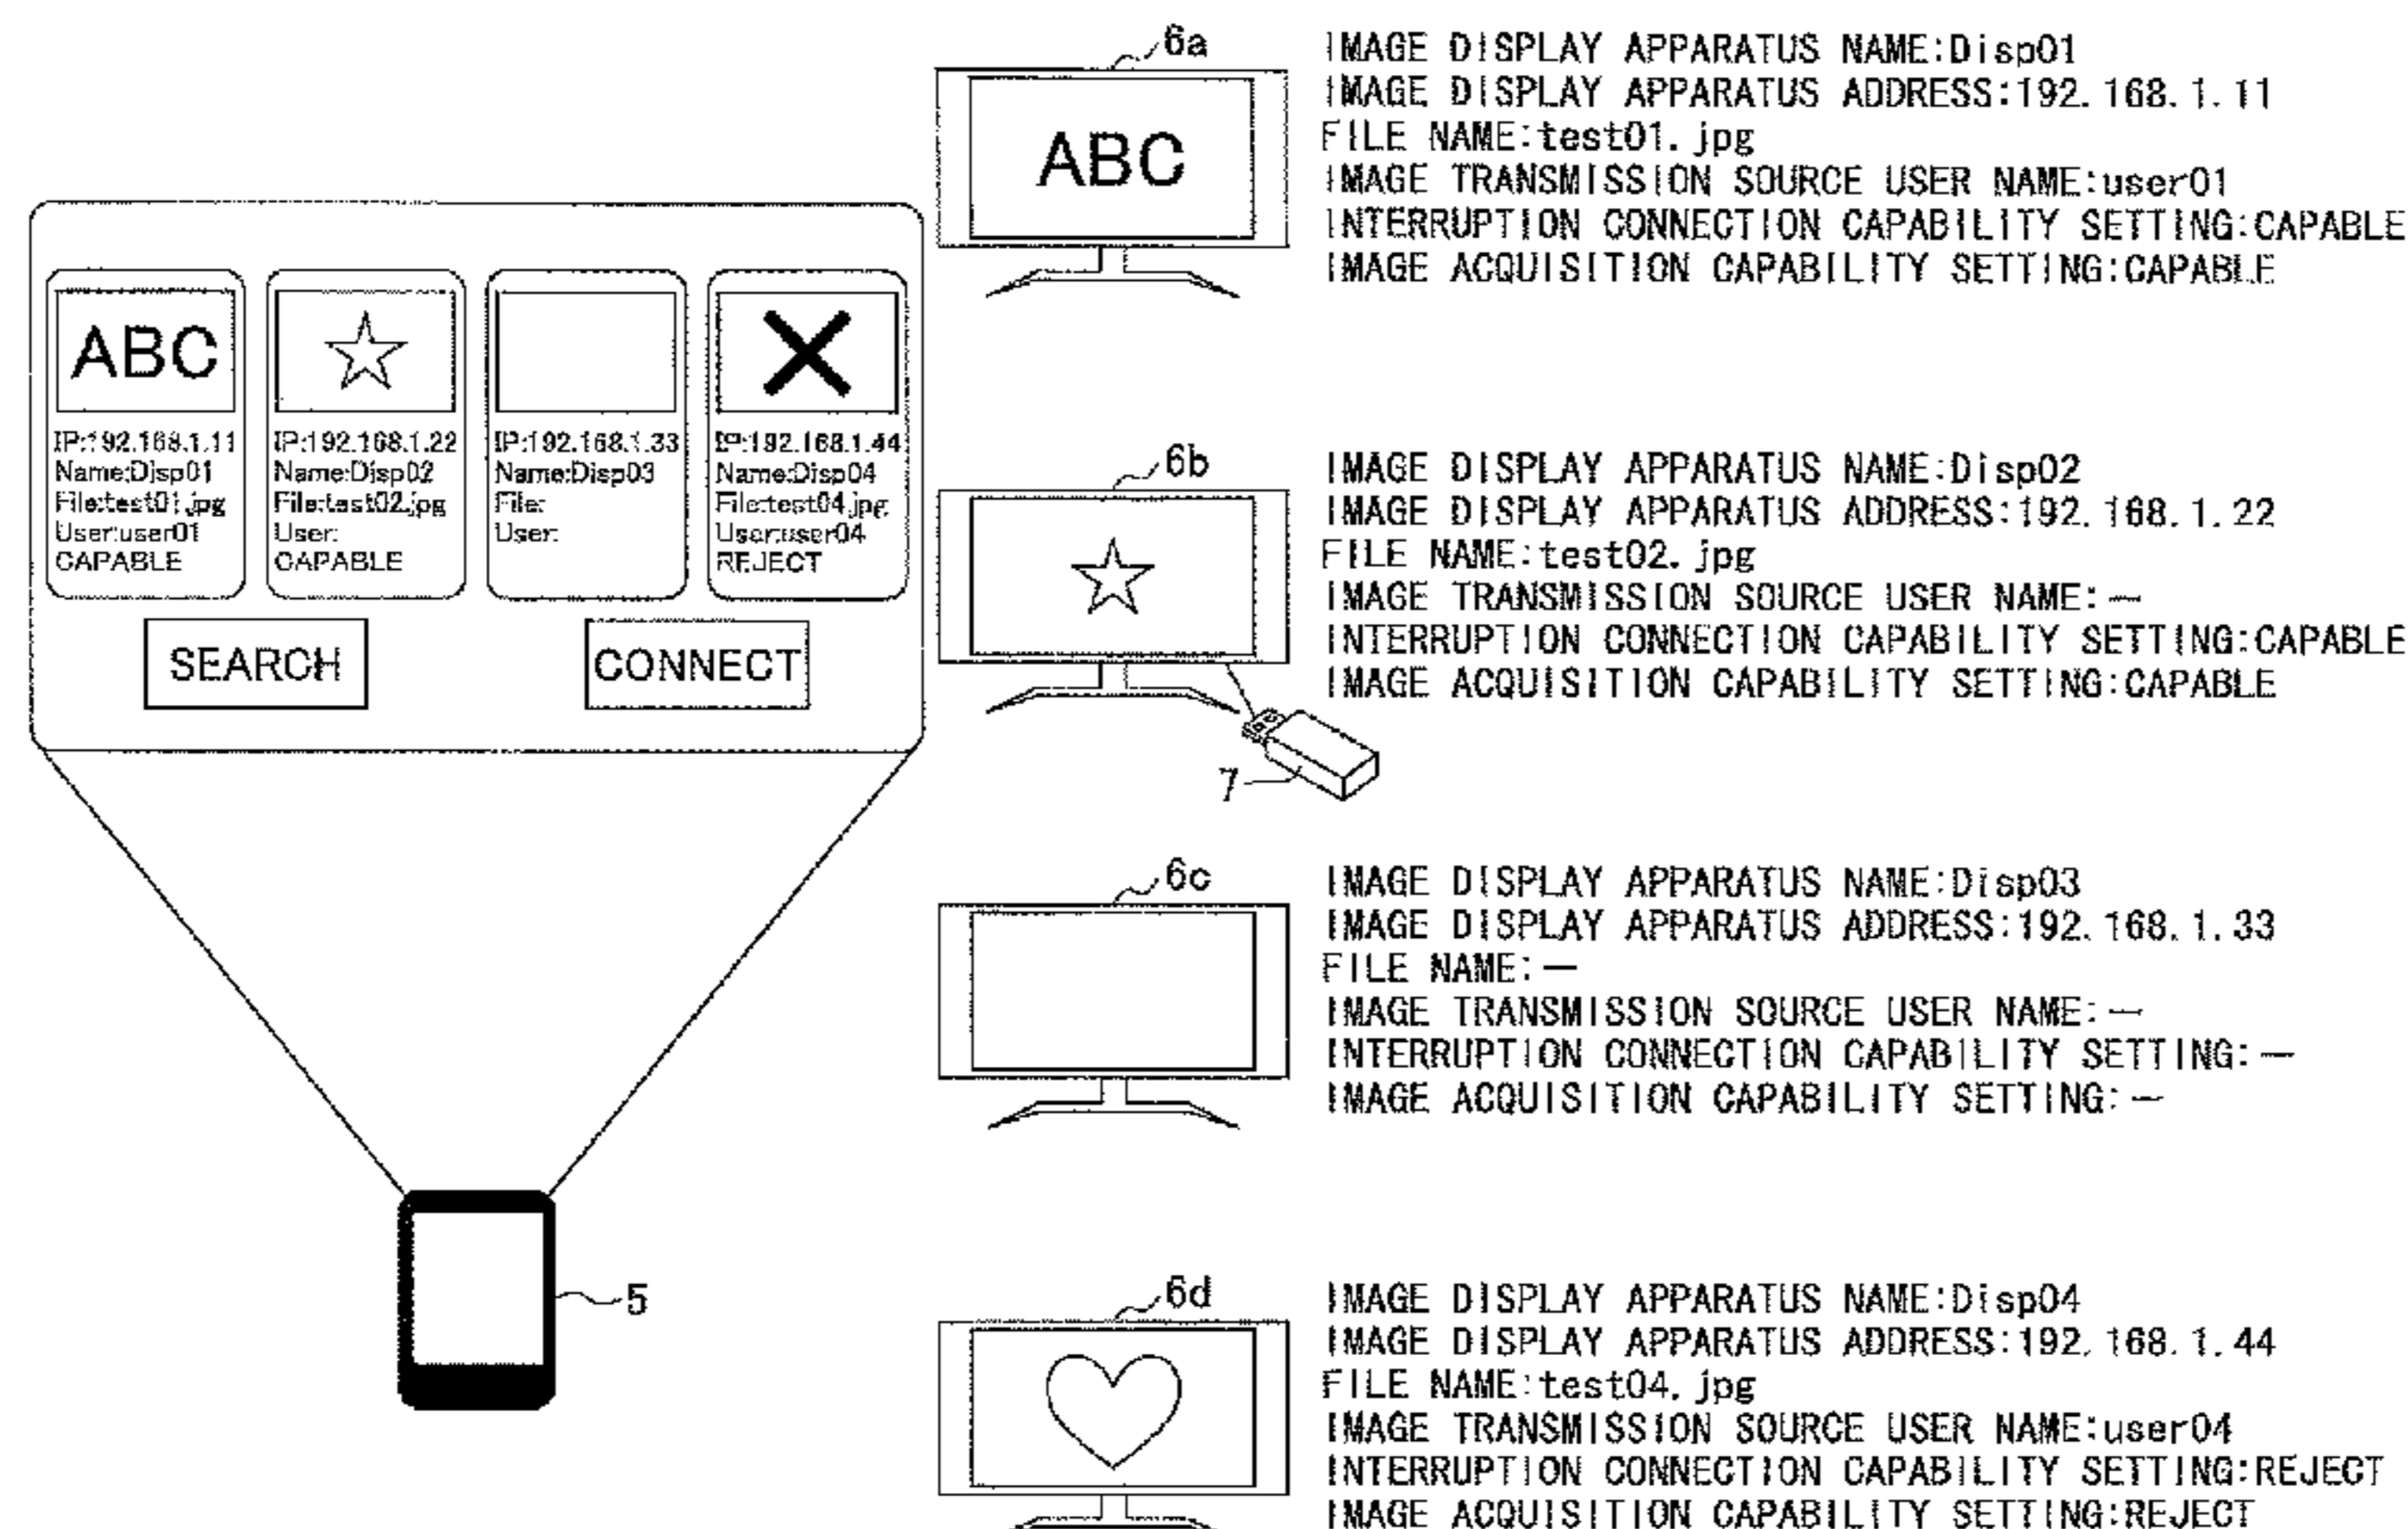 ABC
IP:192.168.1.11
Name:Disp01
File:test01.jpg
User:user01
CAPABLE
IP:192.168.1.22
Name:Disp02
File:test02.jpg
User:
CAPABLE
IP:192.168.1.33
Name:Disp03
File:
User:
IP:192.168.1.44
Name:Disp04
File:test04.jpg
User:user04
REJECT
SEARCH
CONNECT
5
6a
ABC
IMAGE DISPLAY APPARATUS NAME:Disp01
IMAGE DISPLAY APPARATUS ADDRESS:192.168.1.11
FILE NAME:test01.jpg
IMAGE TRANSMISSION SOURCE USER NAME:user01
INTERRUPTION CONNECTION CAPABILITY SETTING:CAPABLE
IMAGE ACQUISITION CAPABILITY SETTING:CAPABLE
6b
IMAGE DISPLAY APPARATUS NAME:Disp02
IMAGE DISPLAY APPARATUS ADDRESS:192.168.1.22
FILE NAME:test02.jpg
IMAGE TRANSMISSION SOURCE USER NAME:—
INTERRUPTION CONNECTION CAPABILITY SETTING:CAPABLE
IMAGE ACQUISITION CAPABILITY SETTING:CAPABLE
7
6c
IMAGE DISPLAY APPARATUS NAME:Disp03
IMAGE DISPLAY APPARATUS ADDRESS:192.168.1.33
FILE NAME:—
IMAGE TRANSMISSION SOURCE USER NAME:—
INTERRUPTION CONNECTION CAPABILITY SETTING:—
IMAGE ACQUISITION CAPABILITY SETTING:—
6d
IMAGE DISPLAY APPARATUS NAME:Disp04
IMAGE DISPLAY APPARATUS ADDRESS:192.168.1.44
FILE NAME:test04.jpg
IMAGE TRANSMISSION SOURCE USER NAME:user04
INTERRUPTION CONNECTION CAPABILITY SETTING:REJECT
IMAGE ACQUISITION CAPABILITY SETTING:REJECT